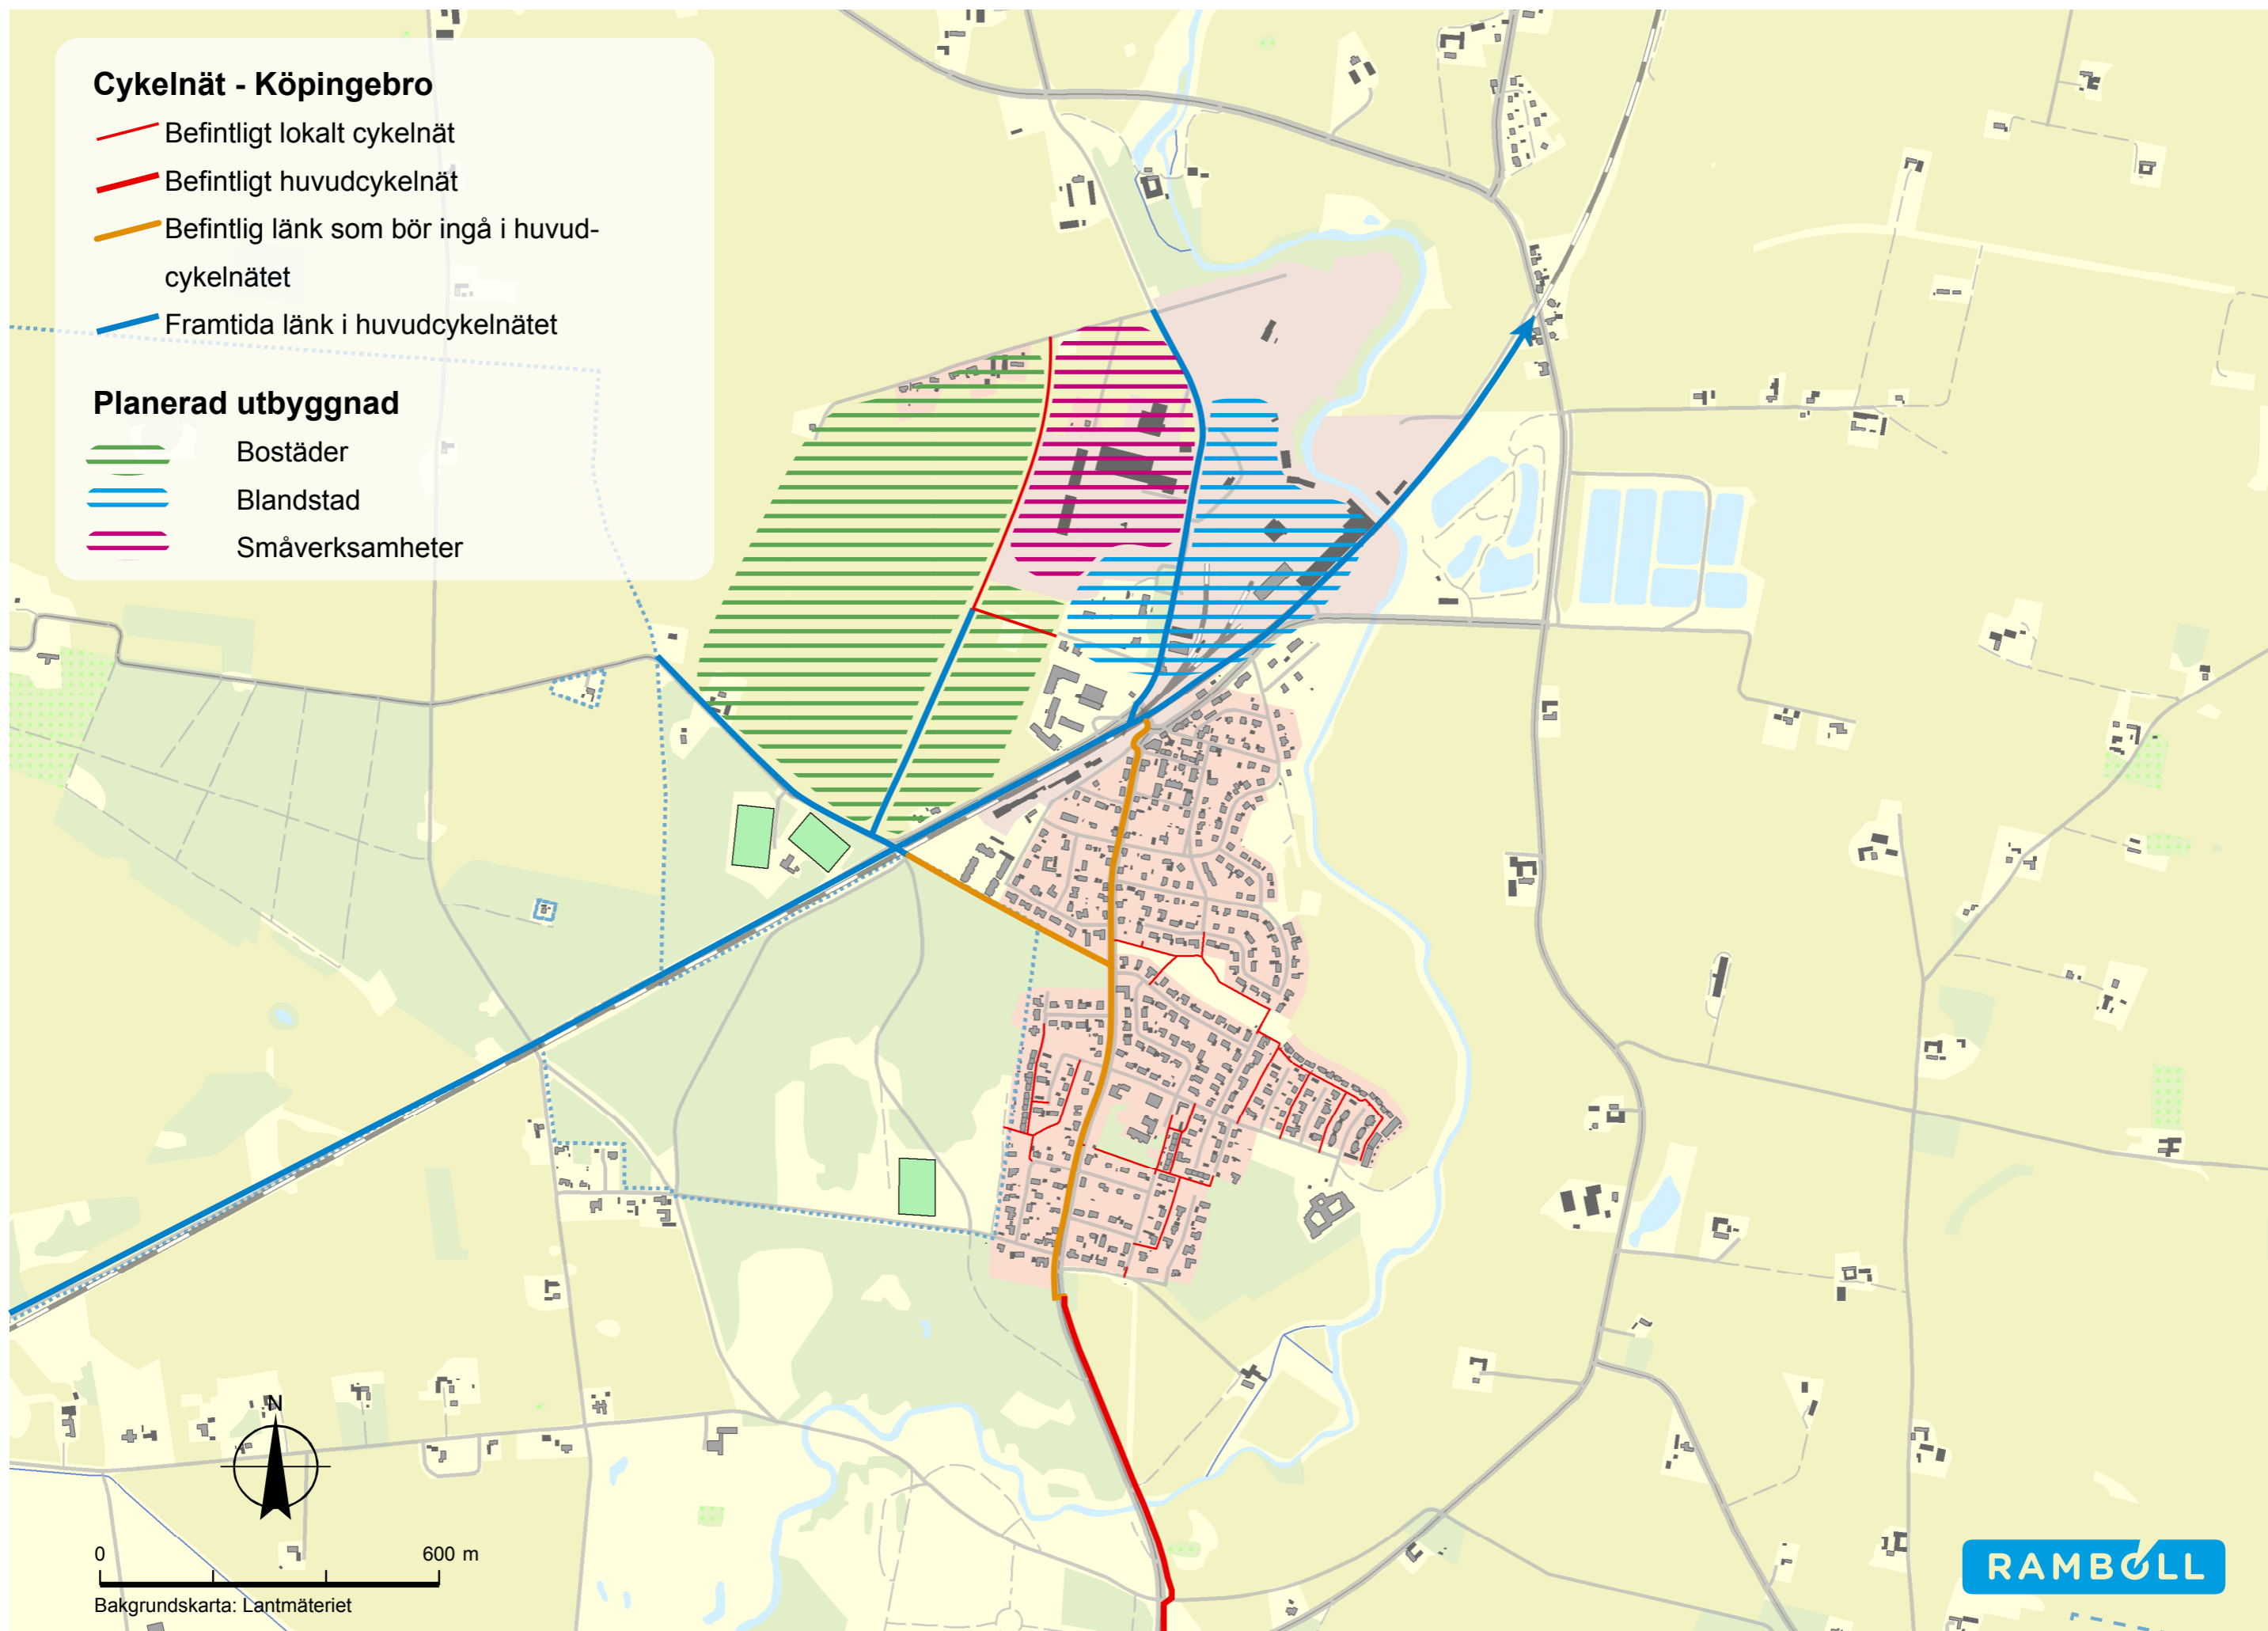 Cykelnät - Köpingebro
Befintligt lokalt cykelnät
Befintligt huvudcykelnät
Befintlig länk som bör ingå i huvud-
cykelnätet
Framtida länk i huvudcykelnätet
Planerad utbyggnad
Bostäder
Blandstad
Småverksamheter
N
0 600 m
Bakgrundskarta: Lantmäteriet
RAMBOLL